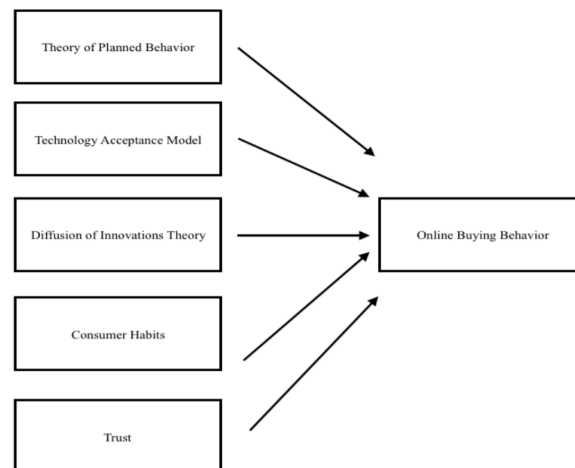 Theory of Planned Behavior
Technology Acceptance Model
Diffusion of Innovations Theory
Online Buying Behavior
Consumer Habits
Trust